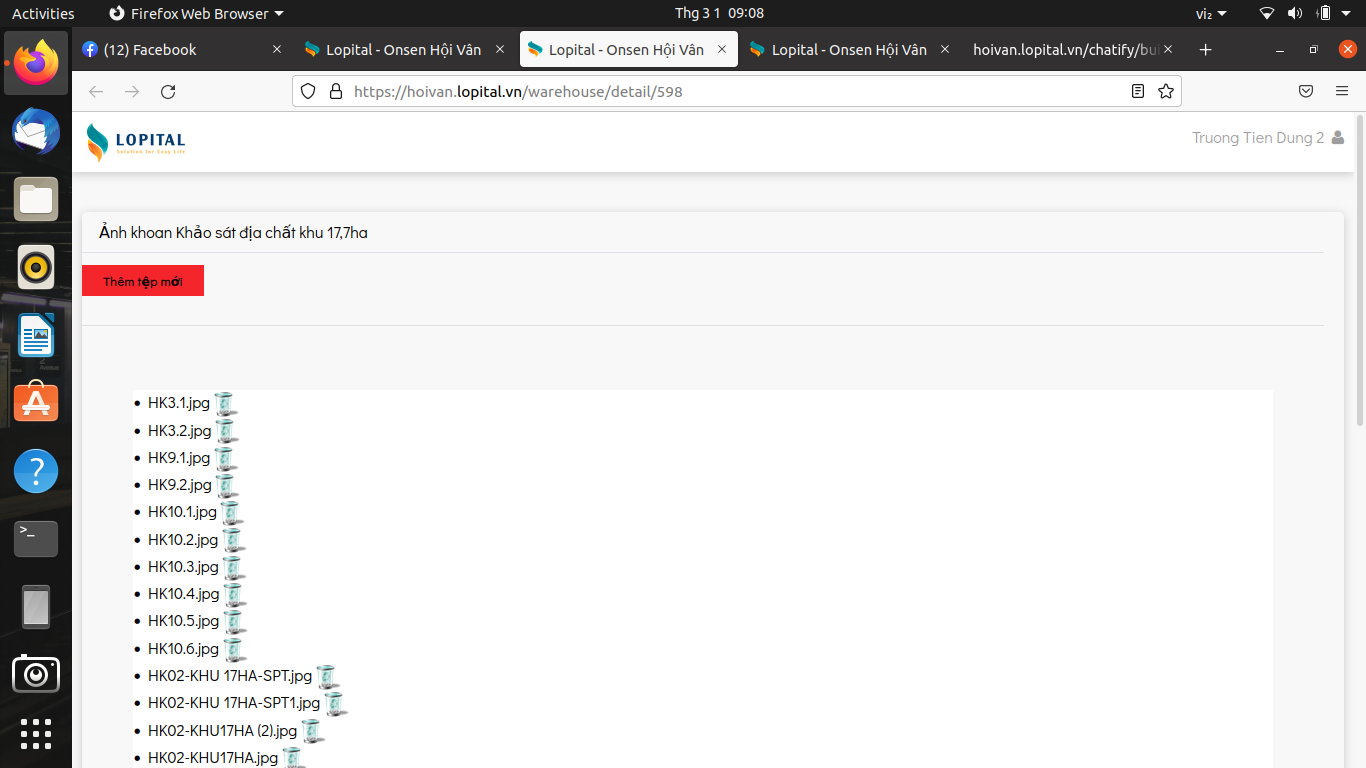 Activities Firefox Web Browser Thg 3 1 09:08 vi₂
(12) Facebook Lopital - Onsen Hội Vân Lopital - Onsen Hội Vân Lopital - Onsen Hội Vân hoivan.lopital.vn/chatify/bui
https://hoivan.lopital.vn/warehouse/detail/598
LOPITAL
Solution for Easy Life
Truong Tien Dung 2
Ảnh khoan Khảo sát địa chất khu 17,7ha
Thêm tệp mới
HK3.1.jpg
HK3.2.jpg
HK9.1.jpg
HK9.2.jpg
HK10.1.jpg
HK10.2.jpg
HK10.3.jpg
HK10.4.jpg
HK10.5.jpg
HK10.6.jpg
HK02-KHU 17HA-SPT.jpg
HK02-KHU 17HA-SPT1.jpg
HK02-KHU17HA (2).jpg
HK02-KHU17HA.jpg